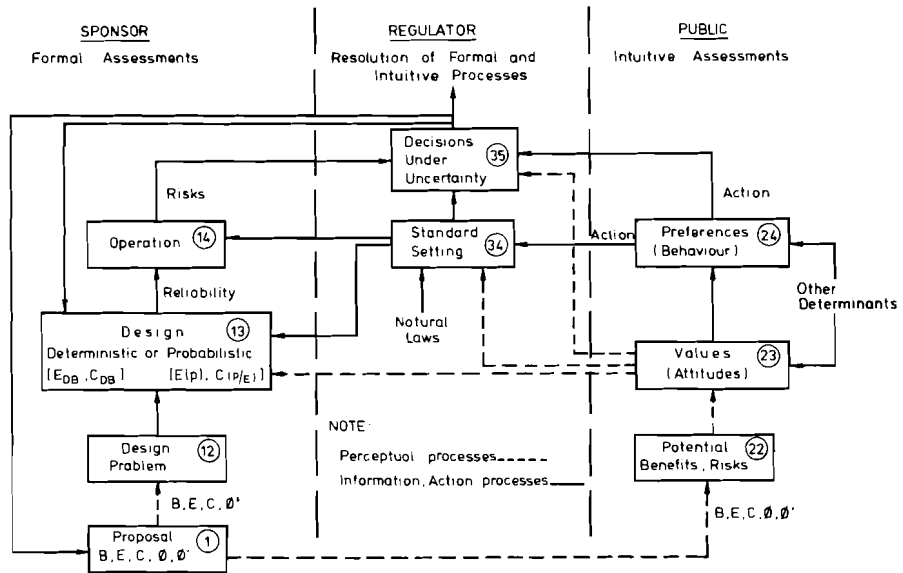 SPONSOR
Formal Assessments
REGULATOR
Resolution of Formal and
Intuitive Processes
PUBLIC
Intuitive Assessments
Decisions
Under
Uncertainty
35
Risks
Action
Operation
14
Standard
Setting
34
Action
Preferences
(Behaviour)
24
Reliability
Natural
Laws
Other
Determinants
Design
13
Deterministic or Probabilistic
[E_DB , C_DB ] [E(p), C (P/E)]
Values
(Attitudes)
23
Design
Problem
12
NOTE:
Perceptual processes
Information, Action processes
Potential
Benefits, Risks
22
B, E, C, Ø'
B, E, C, Ø, Ø'
Proposal
B, E, C, Ø, Ø'
1